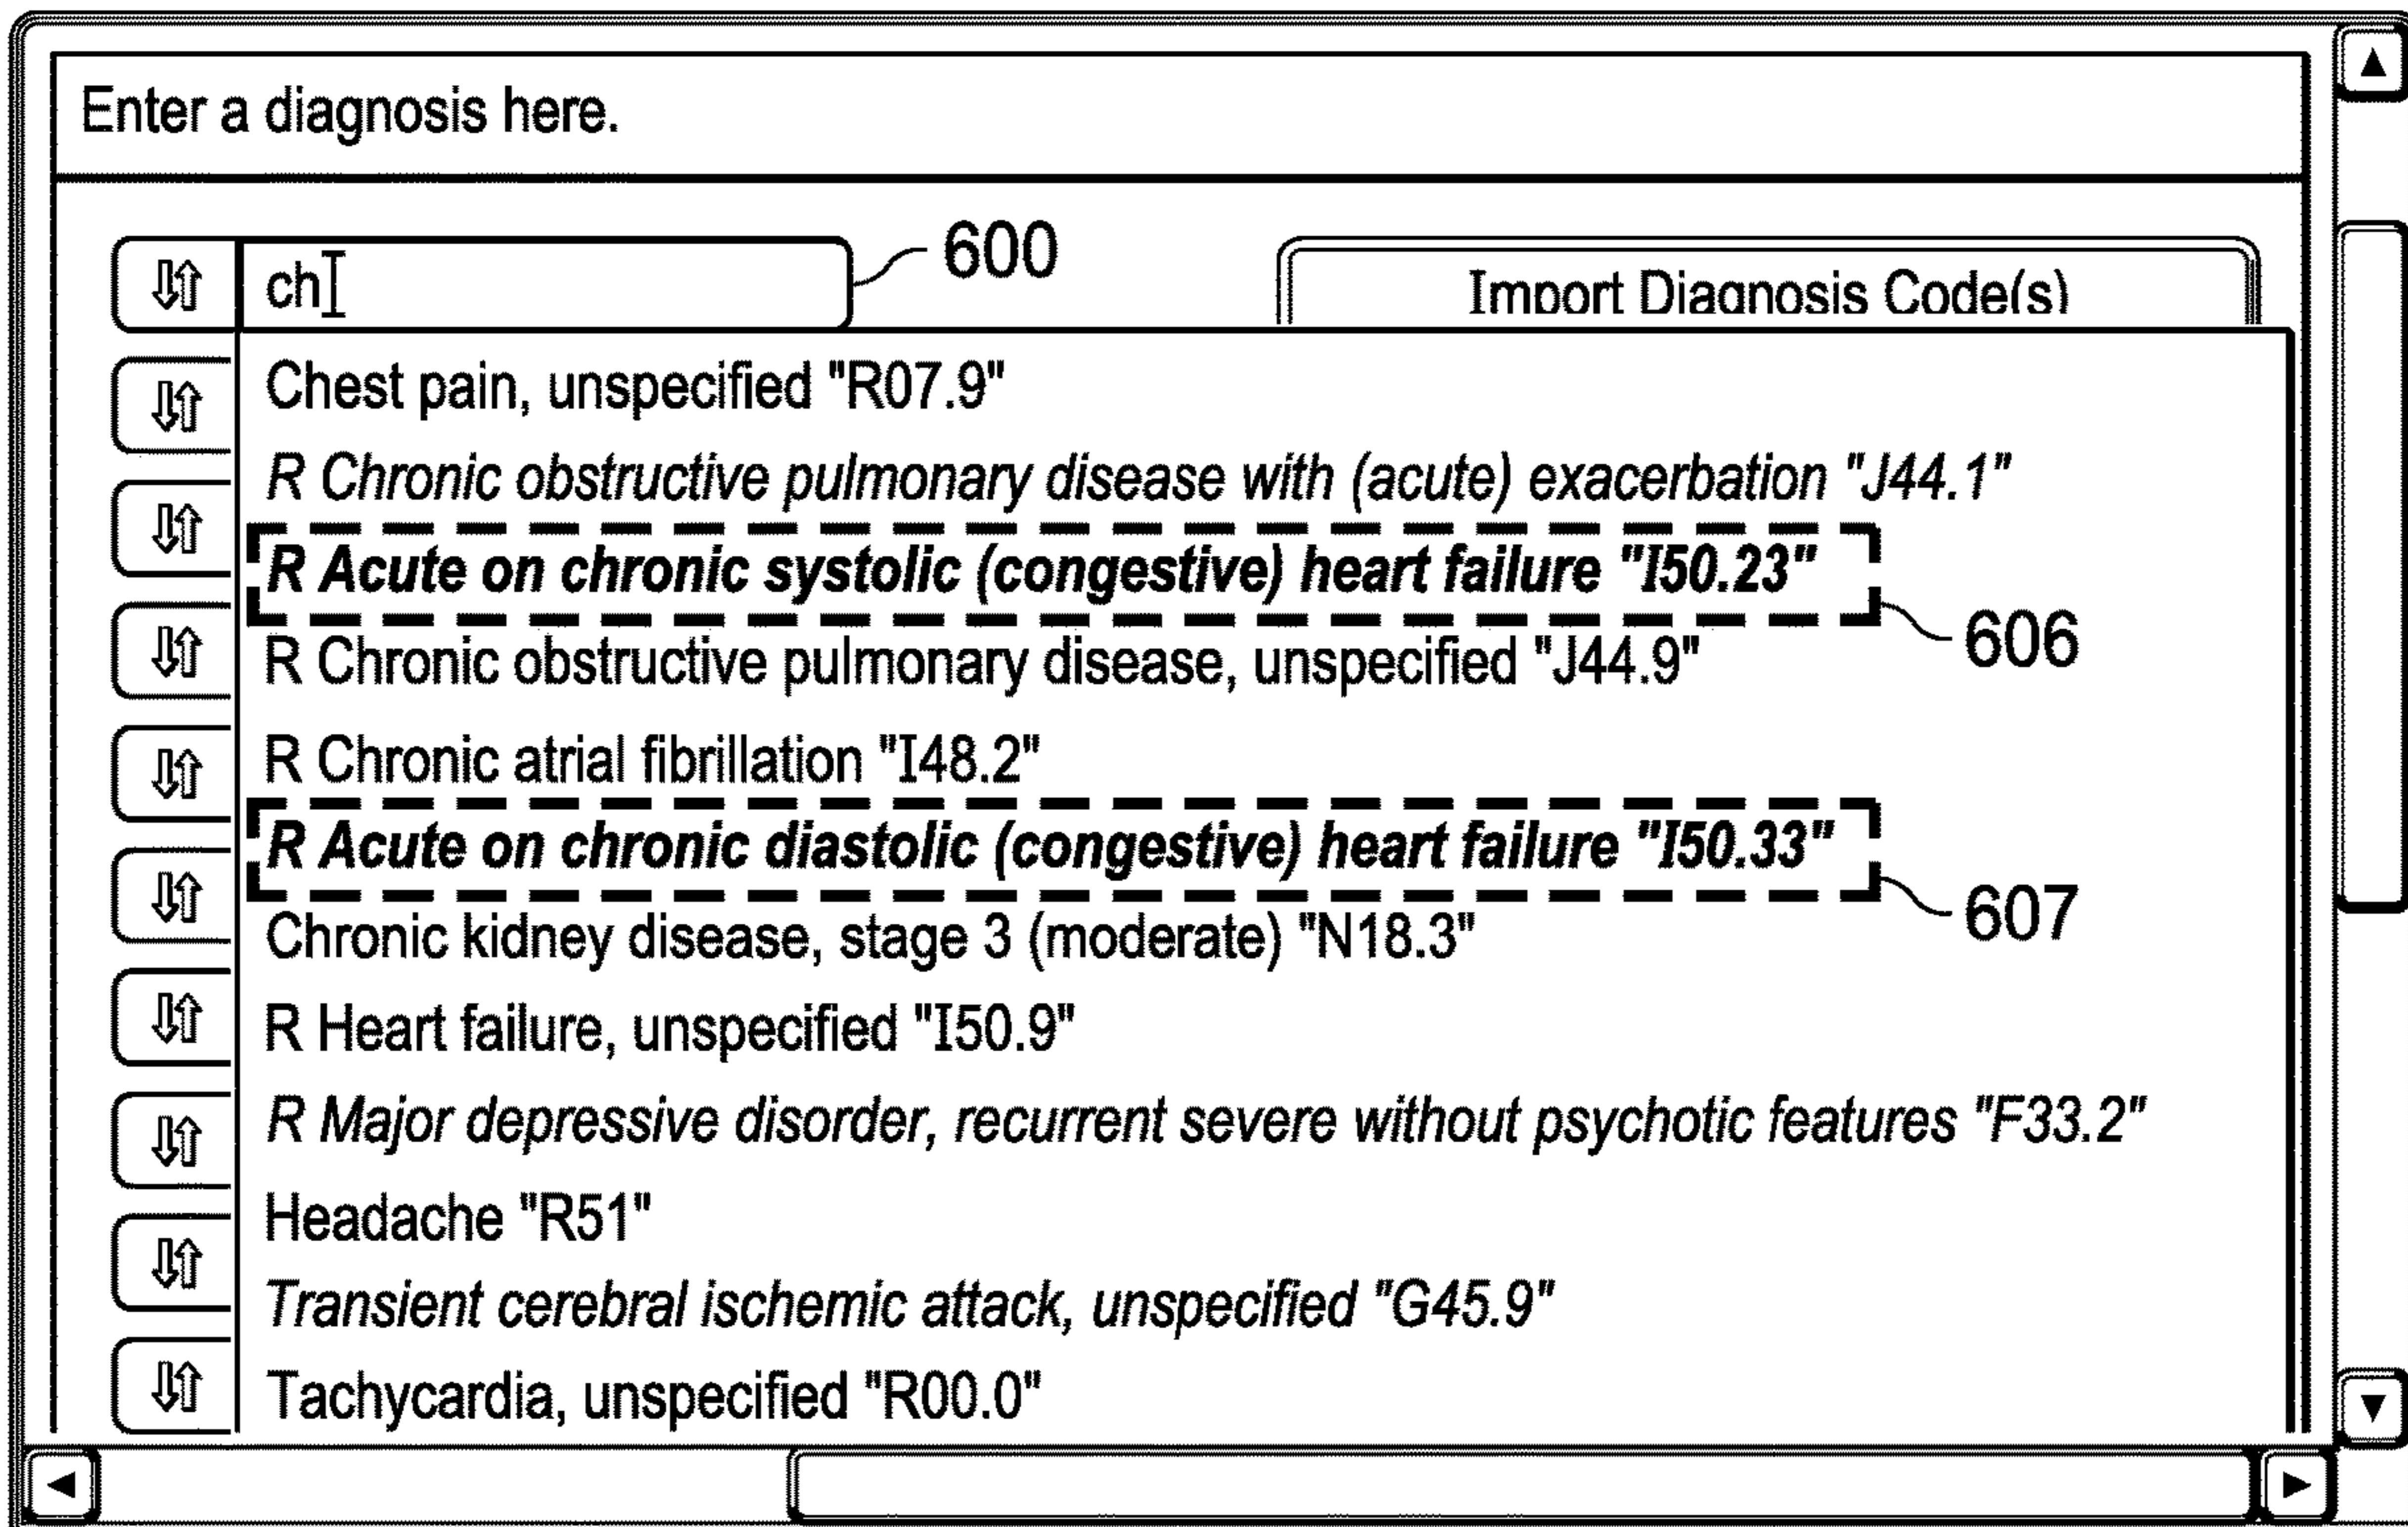 Enter a diagnosis here.
ch
600
Import Diagnosis Code(s)
Chest pain, unspecified "R07.9"
R Chronic obstructive pulmonary disease with (acute) exacerbation "J44.1"
R Acute on chronic systolic (congestive) heart failure "I50.23"
606
R Chronic obstructive pulmonary disease, unspecified "J44.9"
R Chronic atrial fibrillation "I48.2"
R Acute on chronic diastolic (congestive) heart failure "I50.33"
607
Chronic kidney disease, stage 3 (moderate) "N18.3"
R Heart failure, unspecified "I50.9"
R Major depressive disorder, recurrent severe without psychotic features "F33.2"
Headache "R51"
Transient cerebral ischemic attack, unspecified "G45.9"
Tachycardia, unspecified "R00.0"